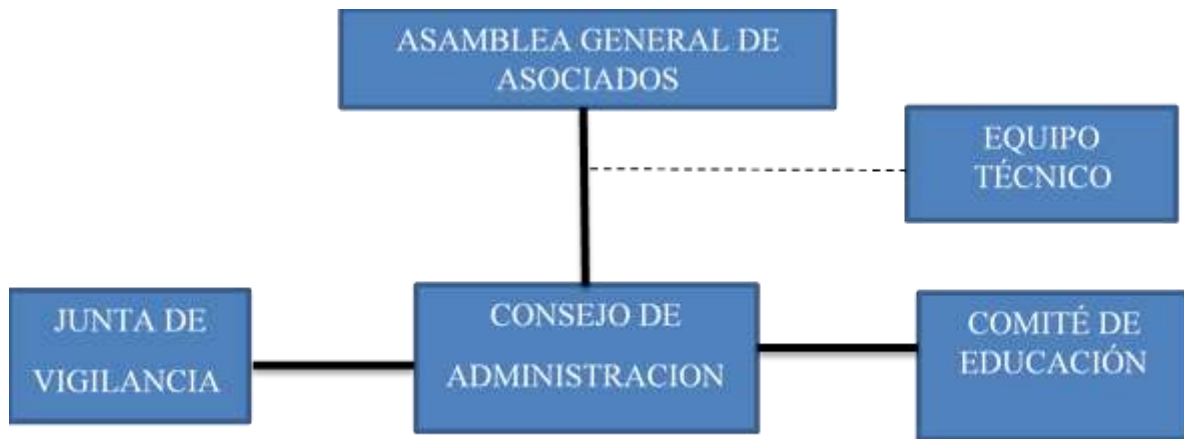 ASAMBLEA GENERAL DE
ASOCIADOS
EQUIPO
TÉCNICO
JUNTA DE
VIGILANCIA
CONSEJO DE
ADMINISTRACION
COMITÉ DE
EDUCACIÓN